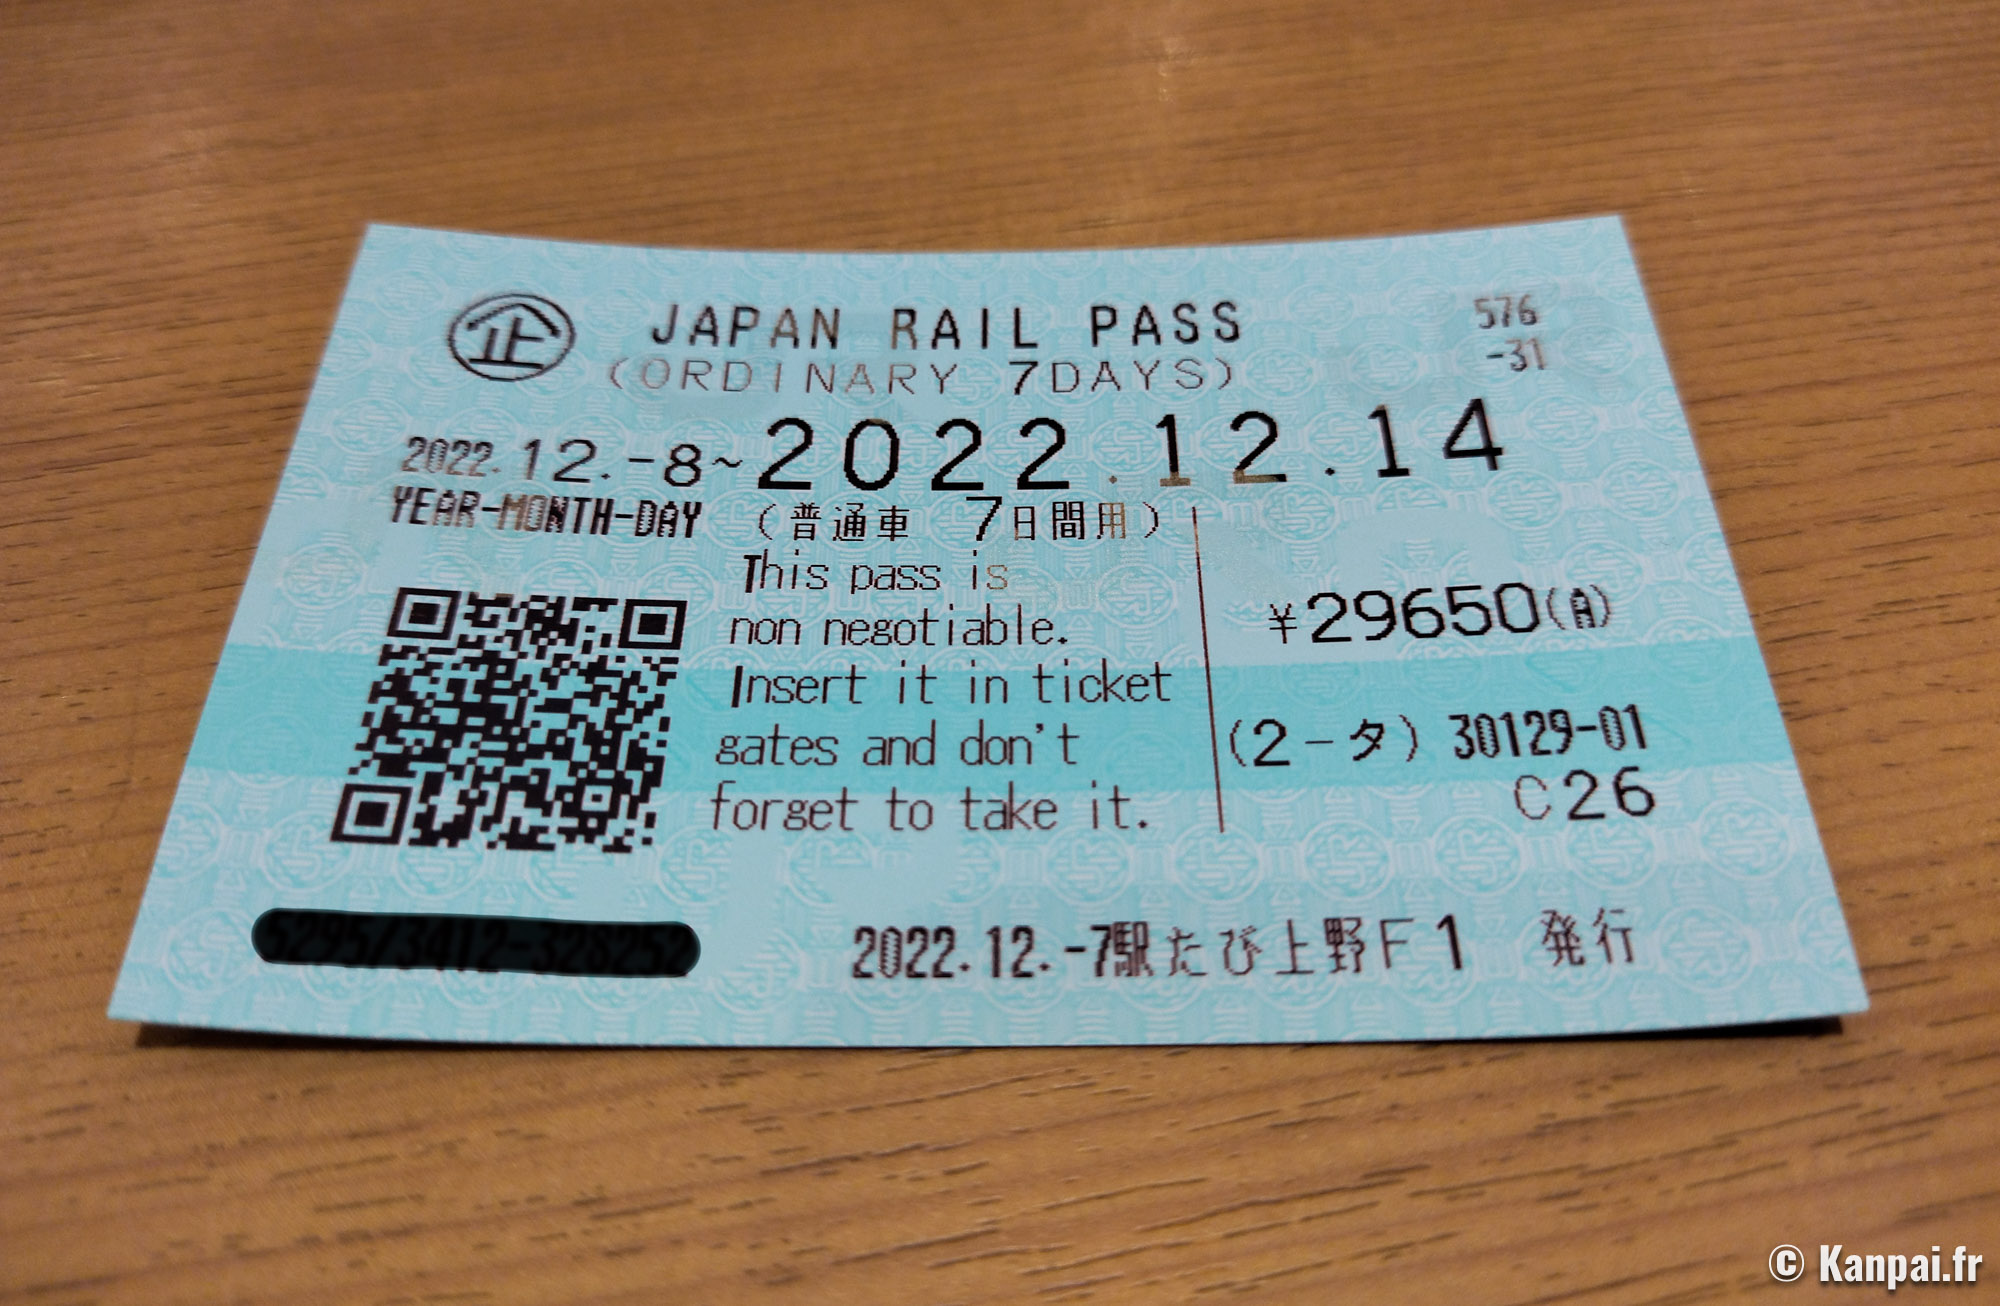 企 JAPAN RAIL PASS
576
(ORDINARY 7DAYS)
-31
2022.12.-8~2022.12.14
YEAR-MONTH-DAY (普通車 7日間用)
This pass is
non negotiable.
Insert it in ticket
gates and don't
forget to take it.
¥29650(A)
(2-タ) 30129-01
C26
2022.12.-7駅たび上野F1 発行
© Kanpai.fr